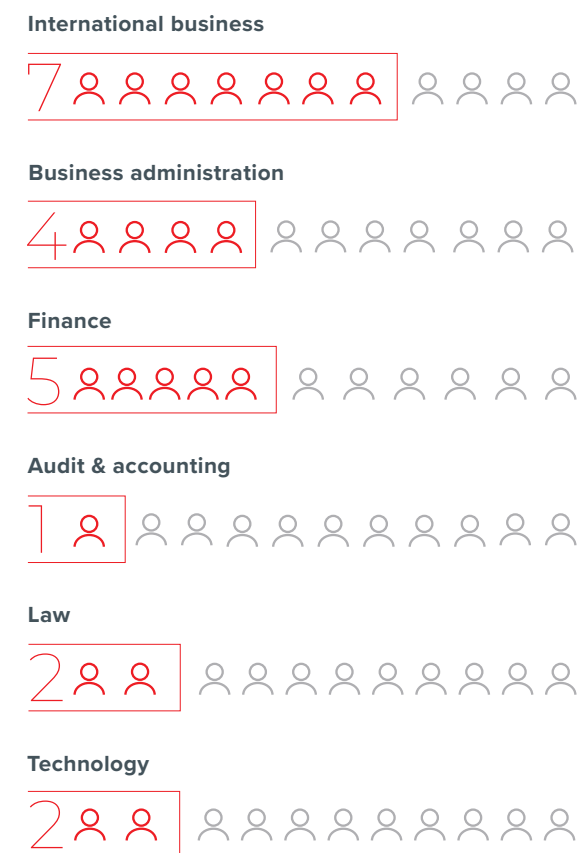 International business
7
Business administration
4
Finance
5
Audit & accounting
1
Law
2
Technology
2